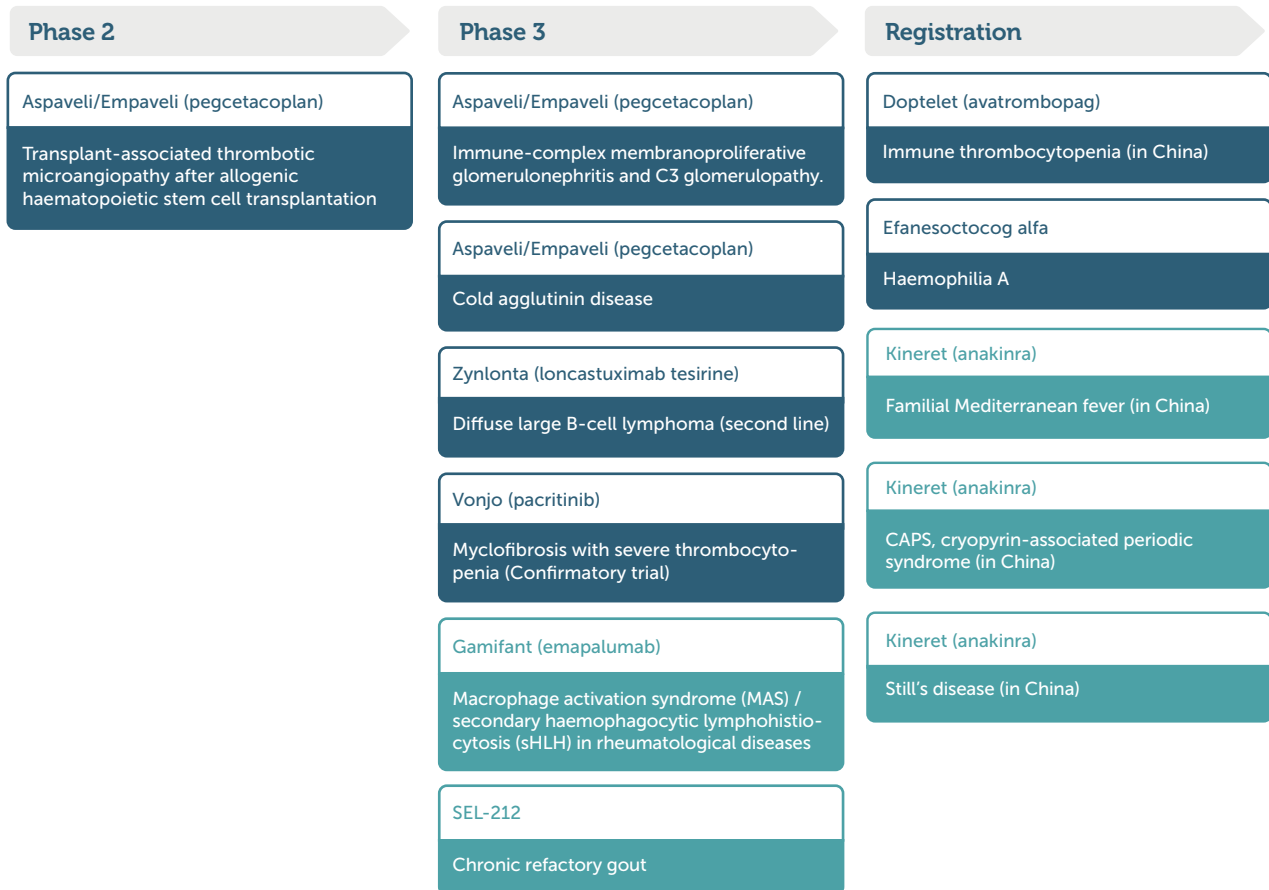 Phase 2
Aspaveli/Empaveli (pegcetacoplan)
Transplant-associated thrombotic
microangiopathy after allogenic
haematopoietic stem cell transplantation
Phase 3
Aspaveli/Empaveli (pegcetacoplan)
Immune-complex membranoproliferative
glomerulonephritis and C3 glomerulopathy.
Aspaveli/Empaveli (pegcetacoplan)
Cold agglutinin disease
Zynlonta (loncastuximab tesirine)
Diffuse large B-cell lymphoma (second line)
Vonjo (pacritinib)
Myclofibrosis with severe thrombocyto-
penia (Confirmatory trial)
Gamifant (emapalumab)
Macrophage activation syndrome (MAS) /
secondary haemophagocytic lymphohistio-
cytosis (sHLH) in rheumatological diseases
SEL-212
Chronic refactory gout
Registration
Doptelet (avatrombopag)
Immune thrombocytopenia (in China)
Efanesoctocog alfa
Haemophilia A
Kineret (anakinra)
Familial Mediterranean fever (in China)
Kineret (anakinra)
CAPS, cryopyrin-associated periodic
syndrome (in China)
Kineret (anakinra)
Still's disease (in China)